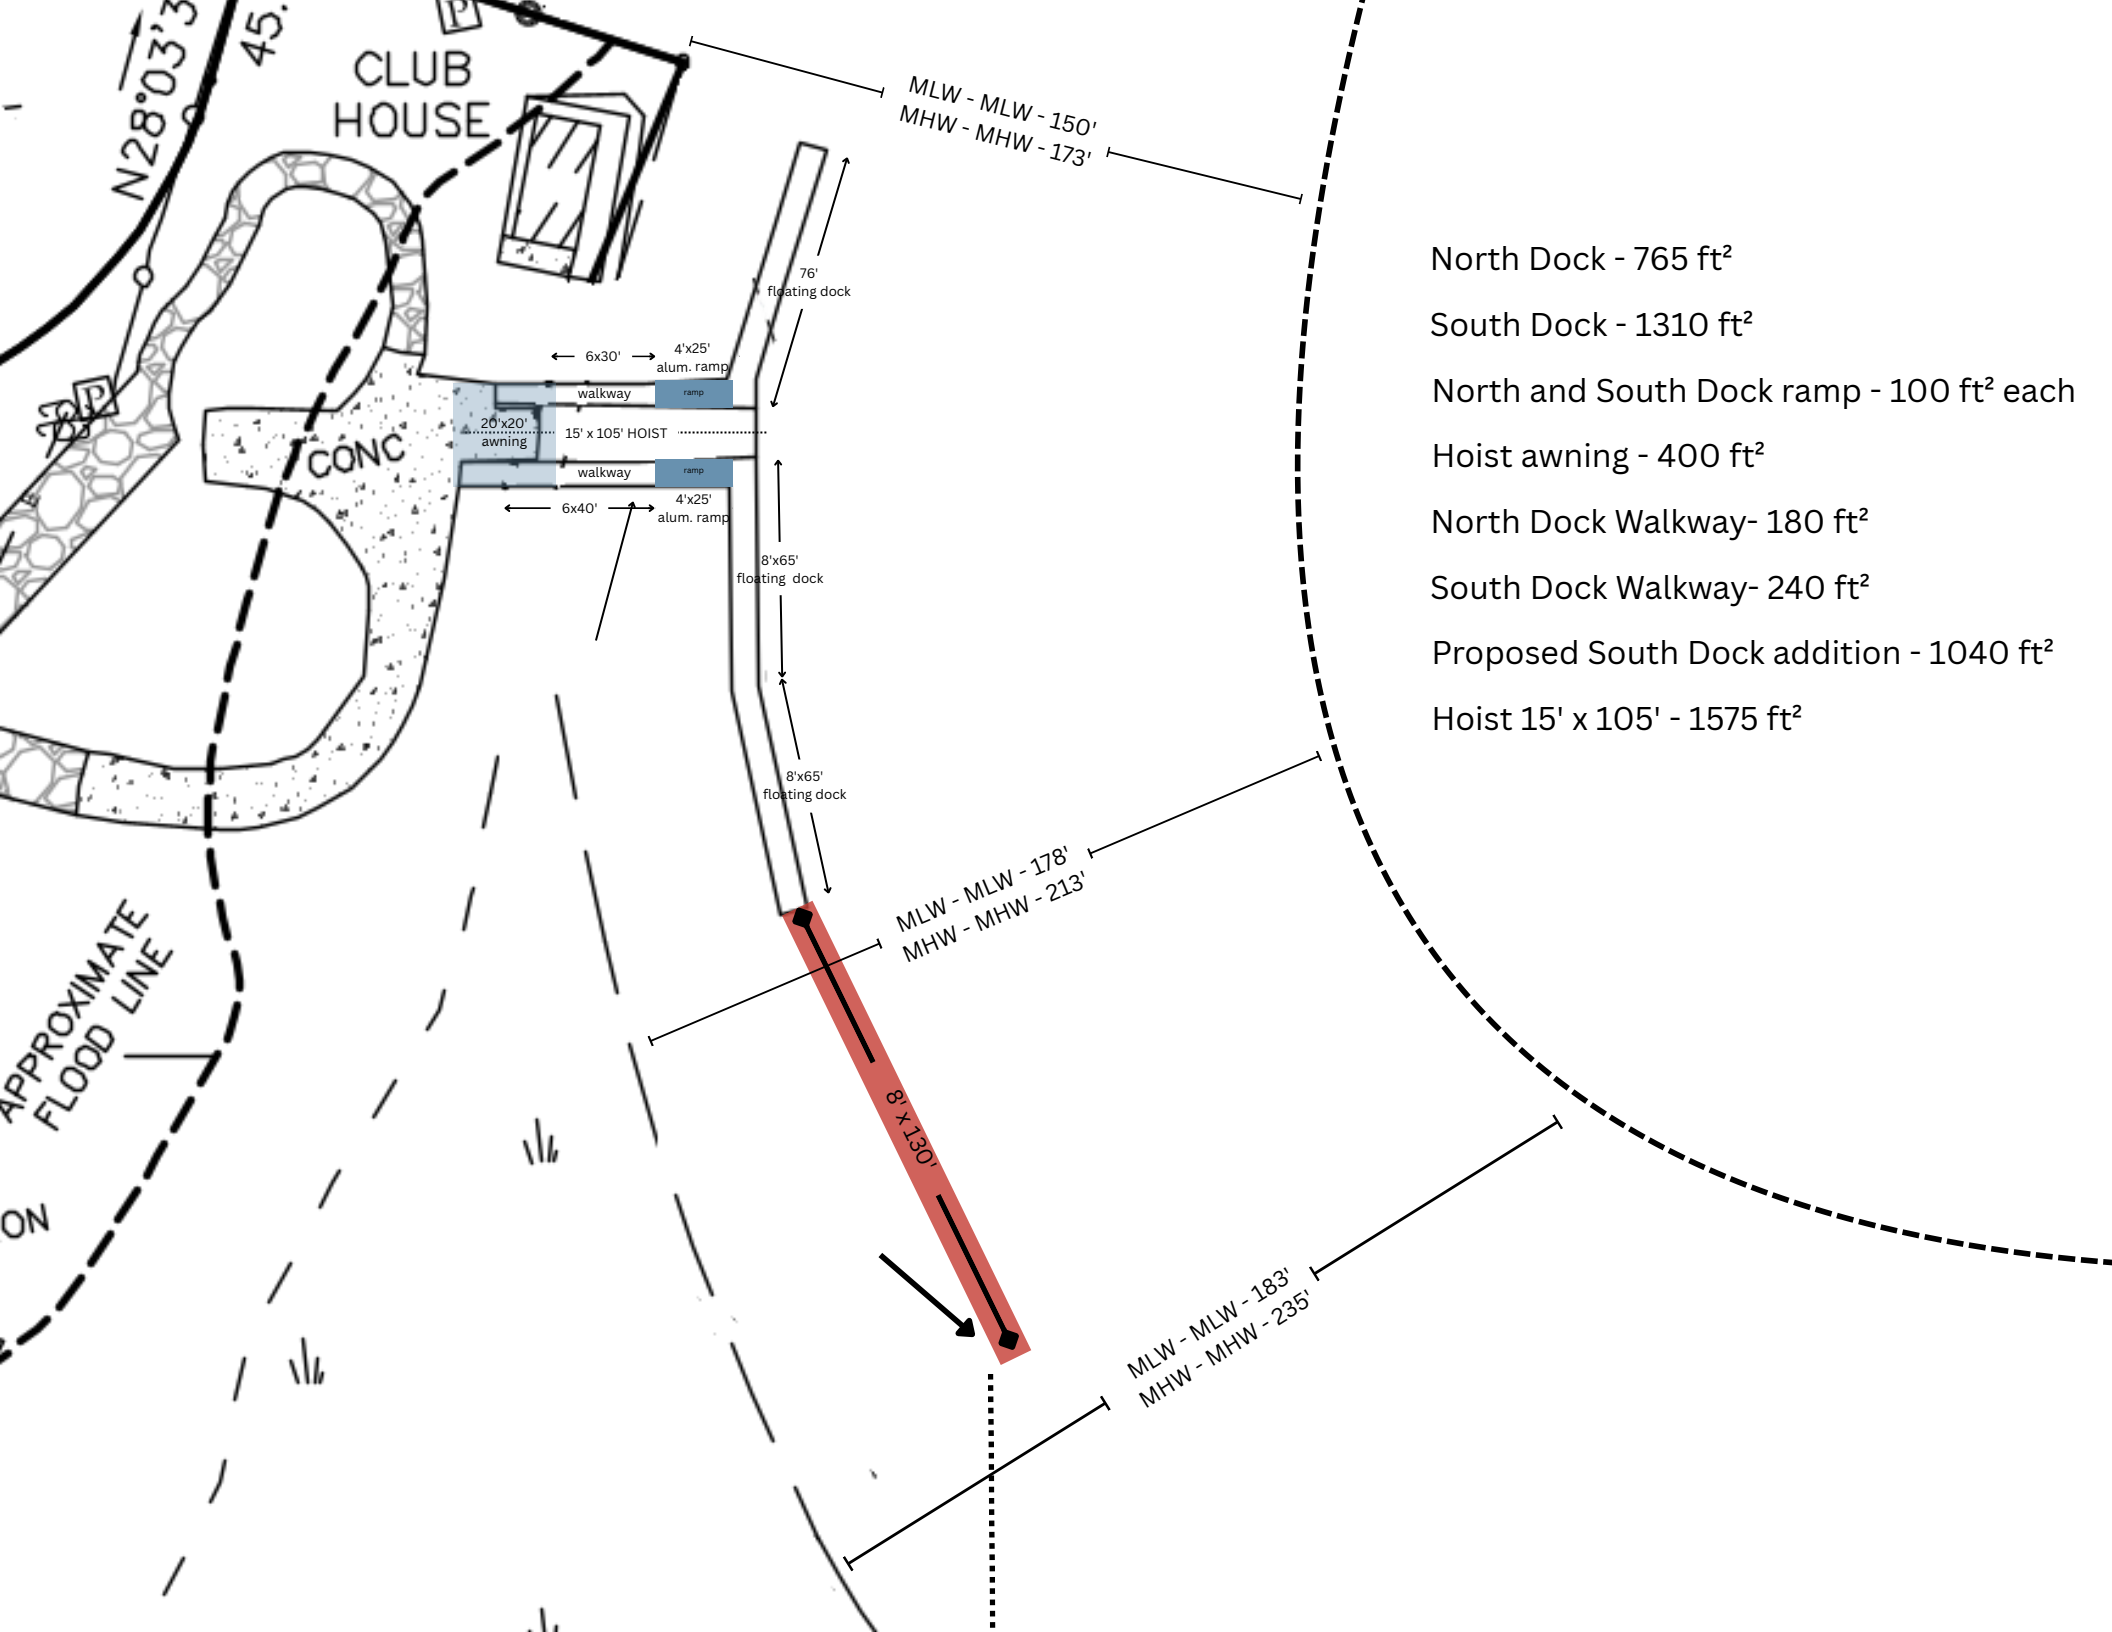 P
N28°03'3
45.
CLUB
HOUSE
MLW - MLW - 150'
MHW - MHW - 173'
76'
floating dock
North Dock - 765 ft²
South Dock - 1310 ft²
North and South Dock ramp - 100 ft² each
Hoist awning - 400 ft²
North Dock Walkway- 180 ft²
South Dock Walkway- 240 ft²
Proposed South Dock addition - 1040 ft²
Hoist 15' x 105' - 1575 ft²
6x30'
4'x25'
alum. ramp
P
walkway
ramp
20'x20'
awning
15' x 105' HOIST
CONC
walkway
ramp
6x40'
4'x25'
alum. ramp
8'x65'
floating dock
8'x65'
floating dock
MLW - MLW - 178'
MHW - MHW - 213'
APPROXIMATE
FLOOD LINE
8' x 130'
ON
MLW - MLW - 183'
MHW - MHW - 235'